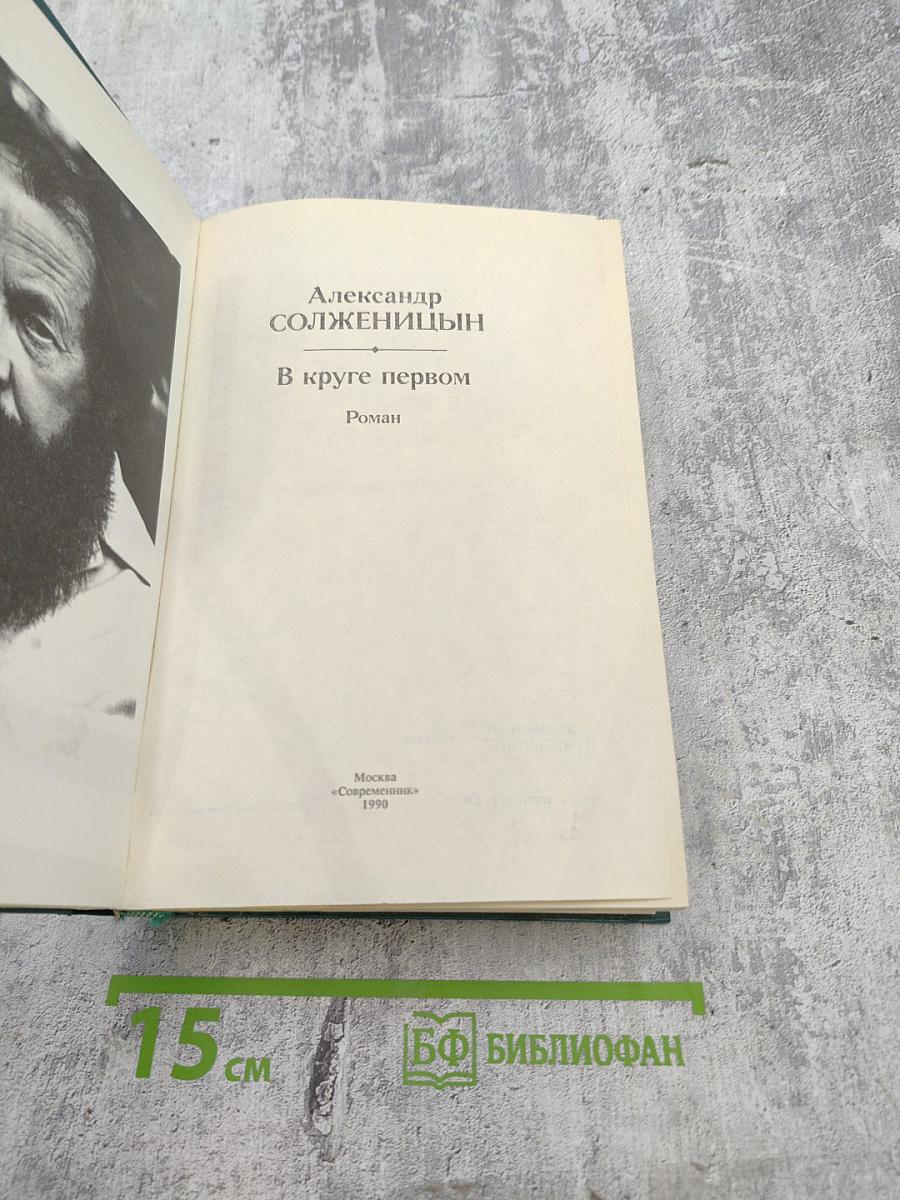 Александр
СОЛЖЕНИЦЫН
В круге первом
Роман
Москва
«Современник»
1990
15 см
БФ БИБЛИОФАН